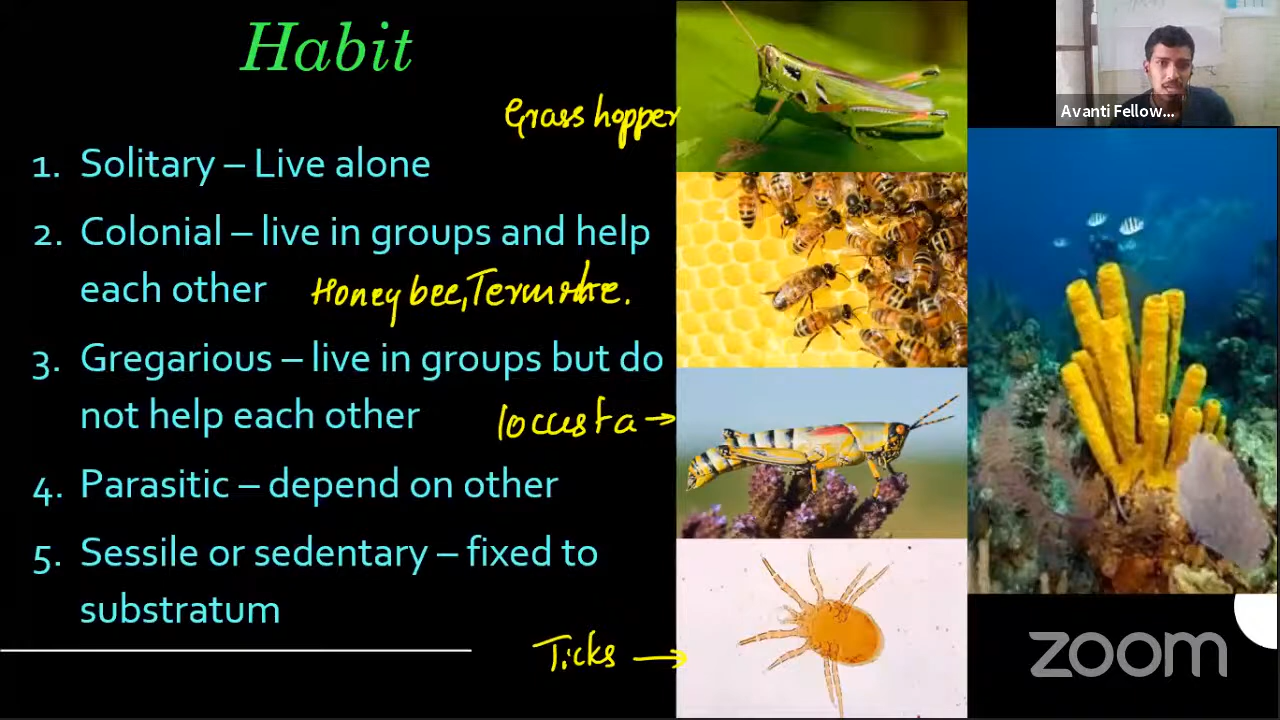 Habit
Grass hopper
1. Solitary – Live alone
2. Colonial – live in groups and help
each other
Honey bee, Termite.
3. Gregarious – live in groups but do
not help each other
locusta →
4. Parasitic – depend on other
5. Sessile or sedentary – fixed to
substratum
Ticks →
Avanti Fellow...
zoom